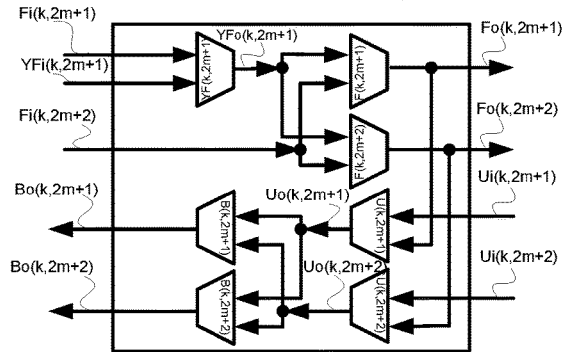 Fi(k,2m+1)
YFo(k,2m+1)
Fo(k,2m+1)
YFi(k,2m+1)
YF(k,2m+1)
F(k,2m+1)
Fi(k,2m+2)
Fo(k,2m+2)
F(k,2m+2)
Bo(k,2m+1)
Uo(k,2m+1)
Ui(k,2m+1)
B(k,2m+1)
U(k,2m+1)
Bo(k,2m+2)
Uo(k,2m+2)
Ui(k,2m+2)
B(k,2m+2)
U(k,2m+2)